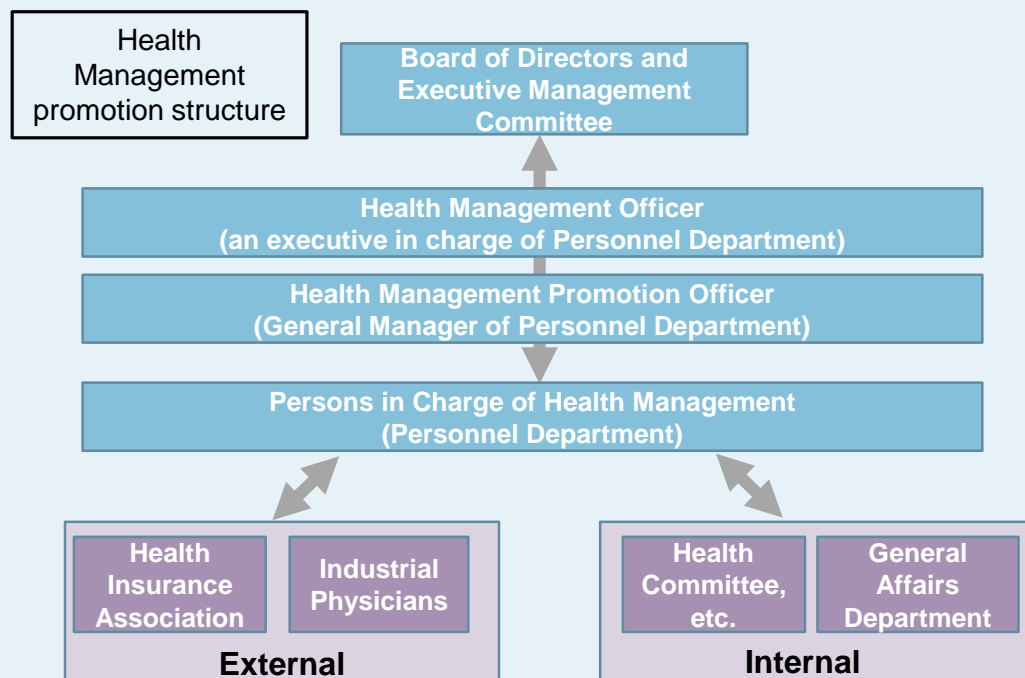 Health
Management
promotion structure
Board of Directors and
Executive Management
Committee
Health Management Officer
(an executive in charge of Personnel Department)
Health Management Promotion Officer
(General Manager of Personnel Department)
Persons in Charge of Health Management
(Personnel Department)
Health
Insurance
Association
Industrial
Physicians
External
Health
Committee,
etc.
General
Affairs
Department
Internal